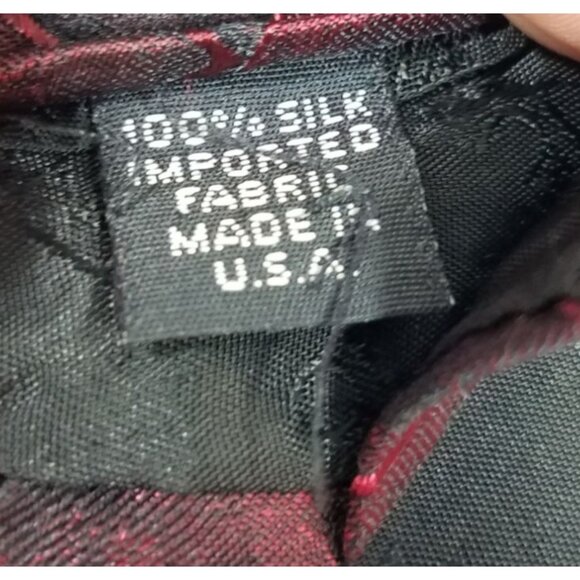 100% SILK
IMPORTED
FABRIC
MADE IN
U.S.A.